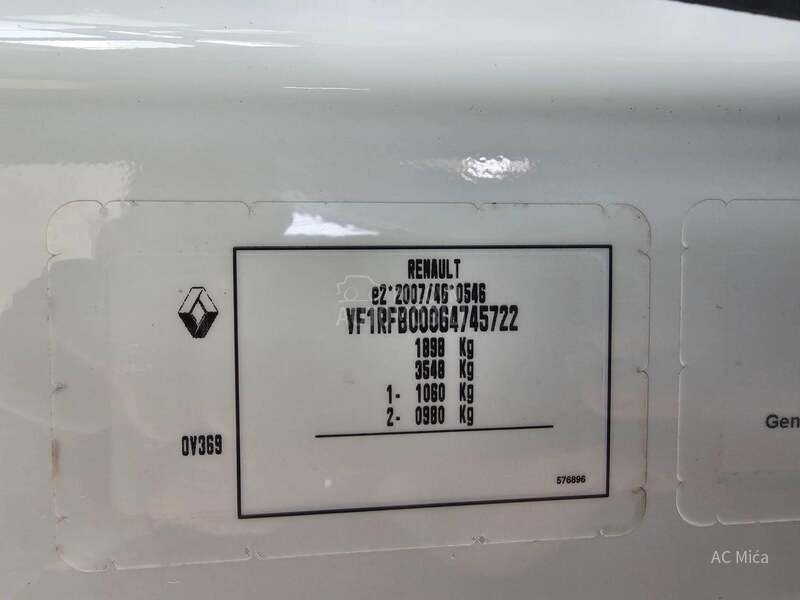 RENAULT
e2*2007/46*0546
VF1RFB00064745722
1898 Kg
3548 Kg
1- 1060 Kg
2- 0980 Kg
0V369
576896
Gen
AC Mića